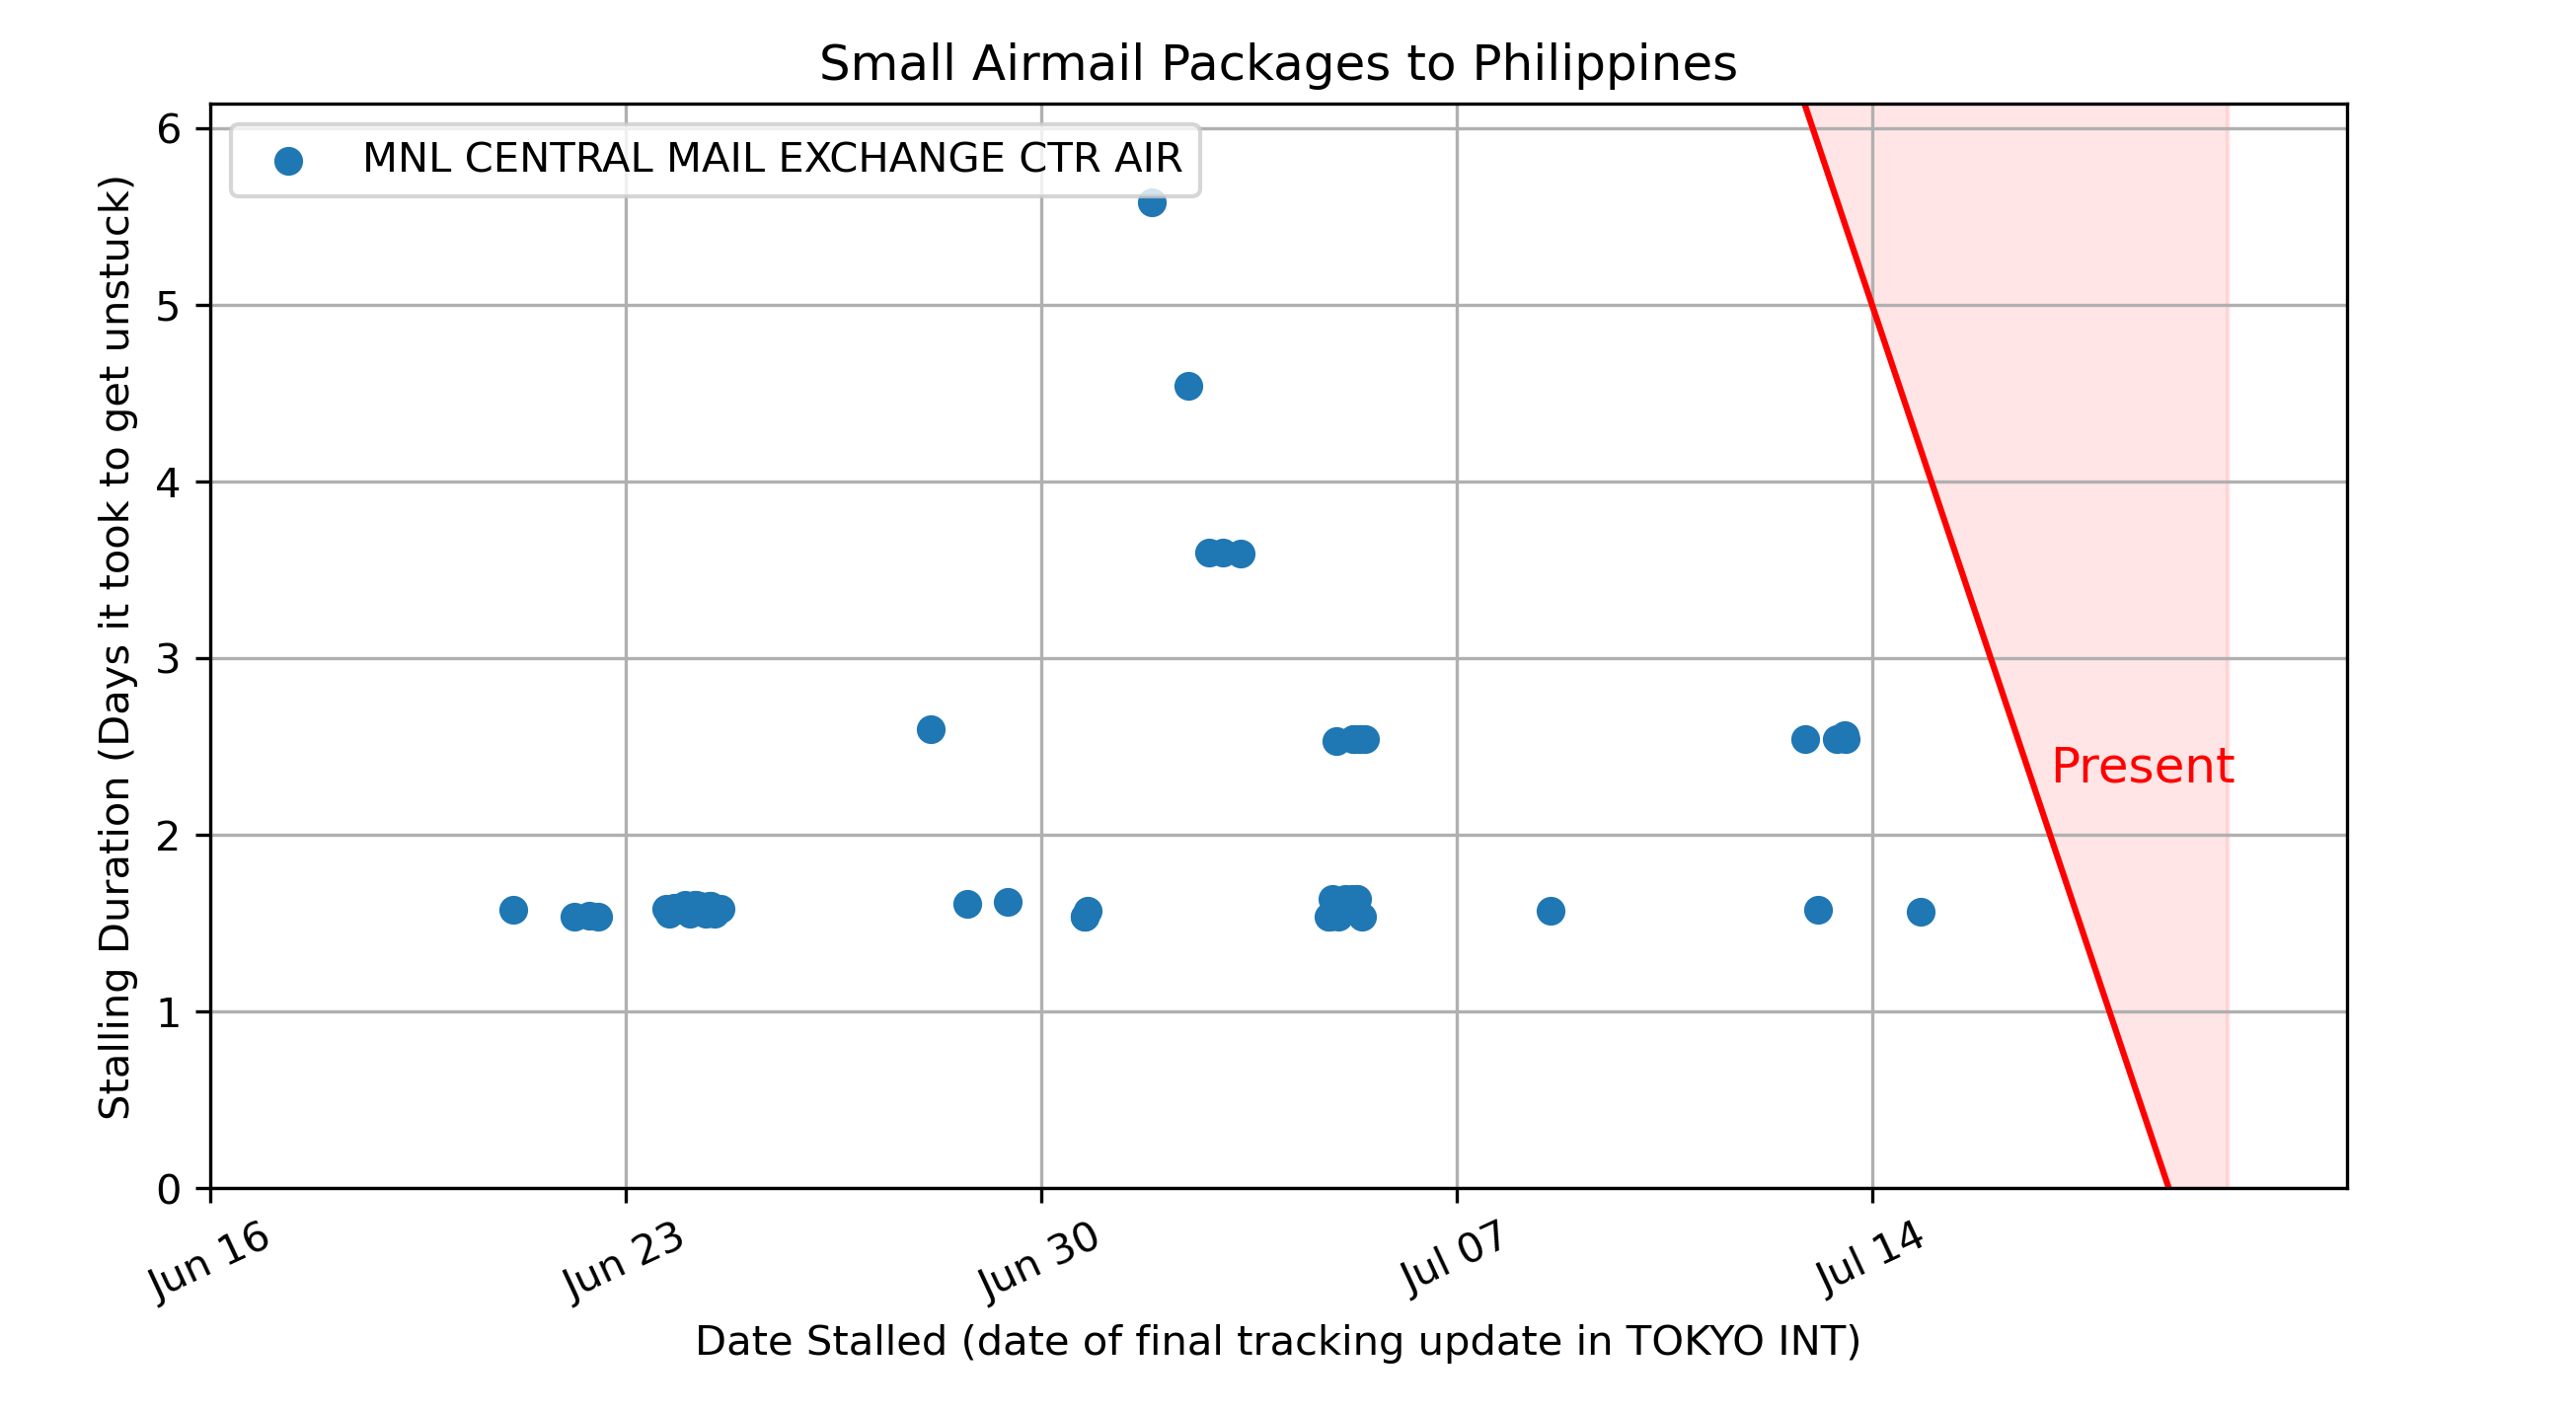 Small Airmail Packages to Philippines
MNL CENTRAL MAIL EXCHANGE CTR AIR
Stalling Duration (Days it took to get unstuck)
6
5
4
3
2
1
0
Present
Jun 16
Jun 23
Jun 30
Jul 07
Jul 14
Date Stalled (date of final tracking update in TOKYO INT)